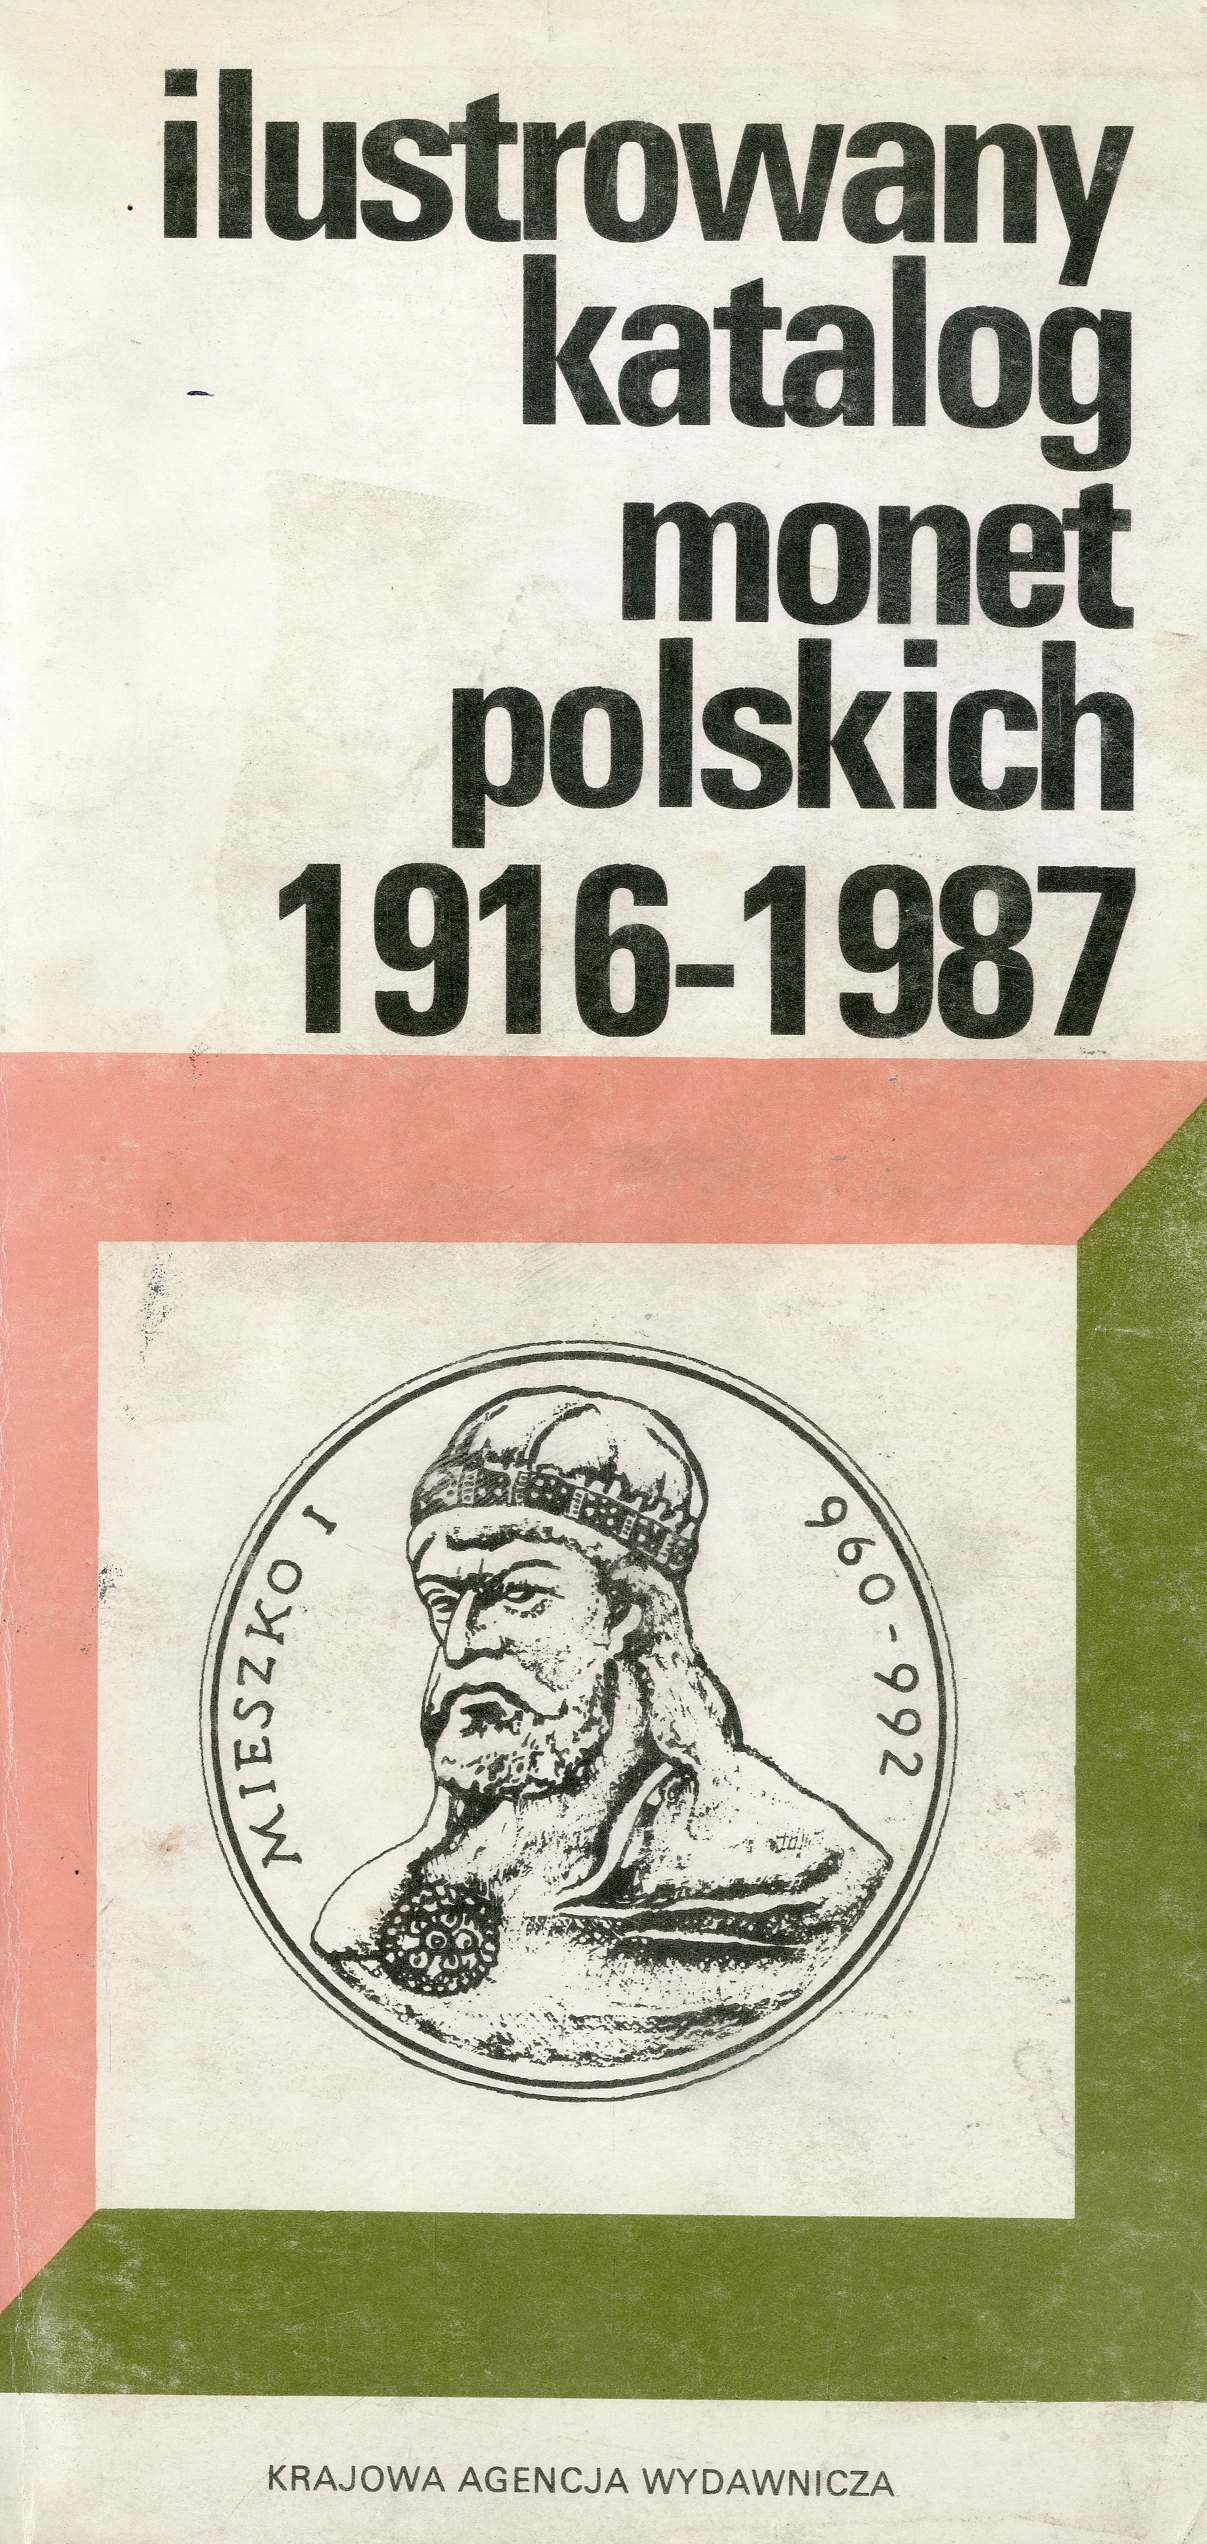 ilustrowany
katalog
monet
polskich
1916-1987
MIESZKO I
960-992
KRAJOWA AGENCJA WYDAWNICZA